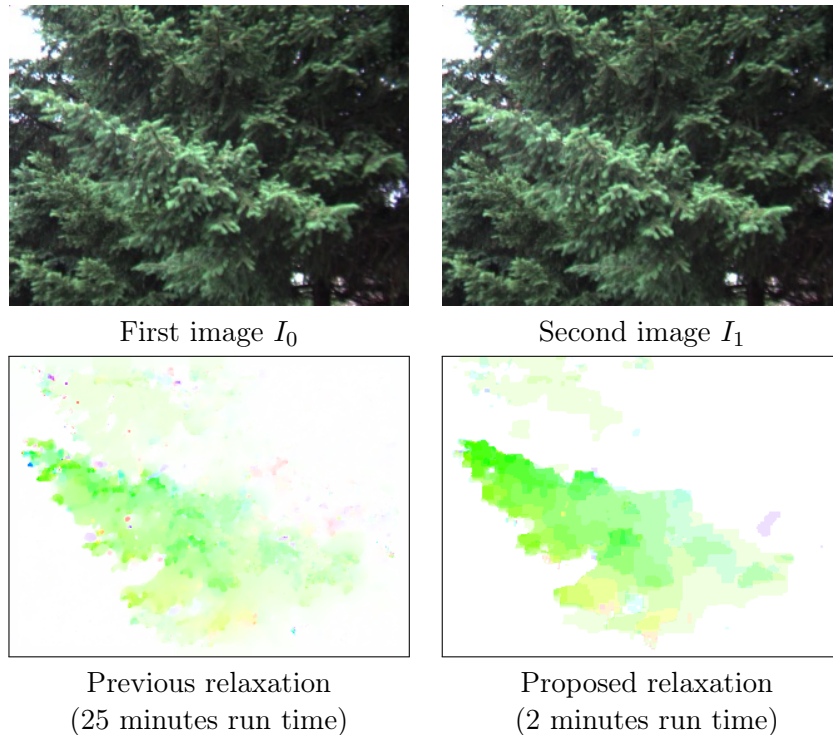 First image I₀
Second image I₁
Previous relaxation
(25 minutes run time)
Proposed relaxation
(2 minutes run time)